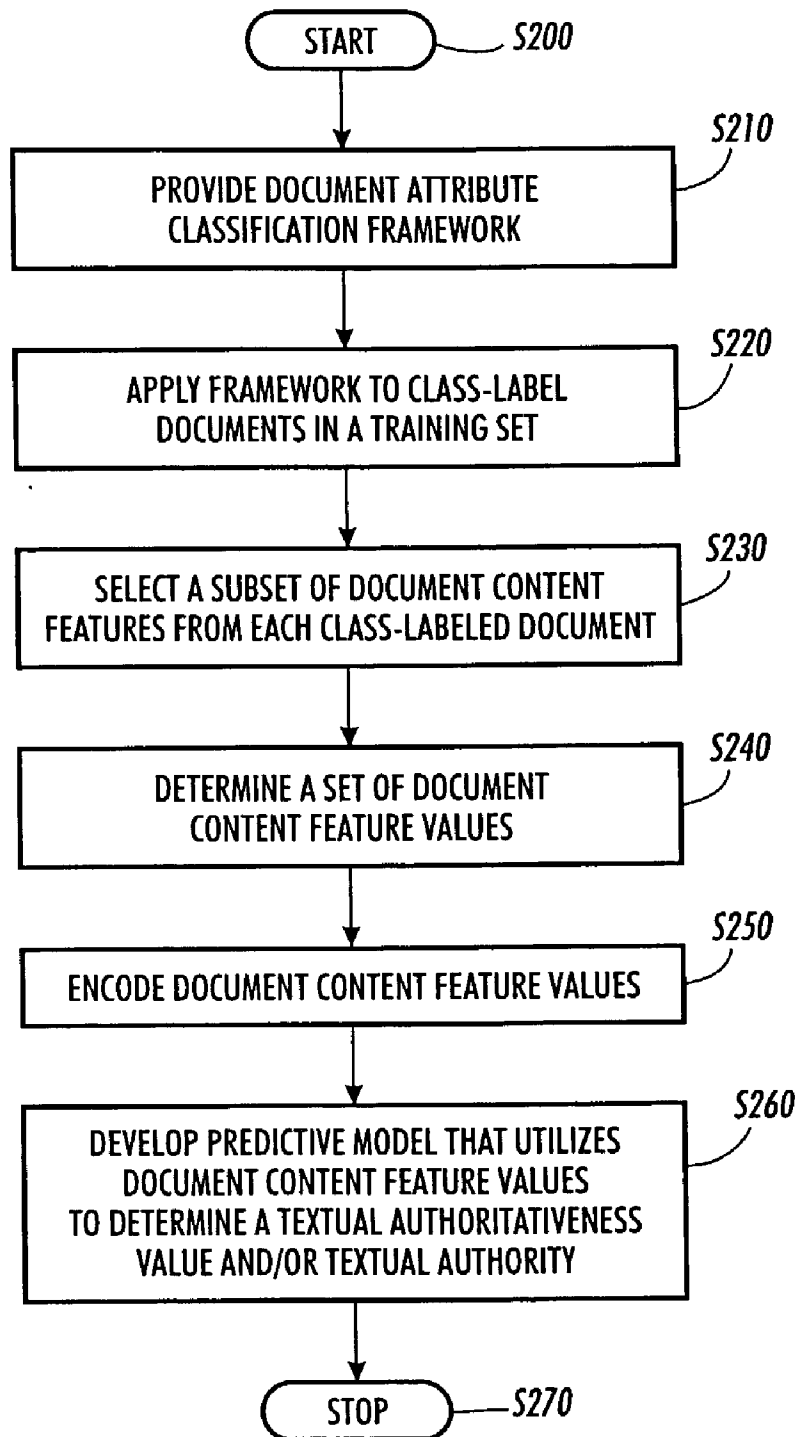 START
S200
S210
PROVIDE DOCUMENT ATTRIBUTE
CLASSIFICATION FRAMEWORK
S220
APPLY FRAMEWORK TO CLASS-LABEL
DOCUMENTS IN A TRAINING SET
S230
SELECT A SUBSET OF DOCUMENT CONTENT
FEATURES FROM EACH CLASS-LABELED DOCUMENT
S240
DETERMINE A SET OF DOCUMENT
CONTENT FEATURE VALUES
S250
ENCODE DOCUMENT CONTENT FEATURE VALUES
S260
DEVELOP PREDICTIVE MODEL THAT UTILIZES
DOCUMENT CONTENT FEATURE VALUES
TO DETERMINE A TEXTUAL AUTHORITATIVENESS
VALUE AND/OR TEXTUAL AUTHORITY
STOP
S270